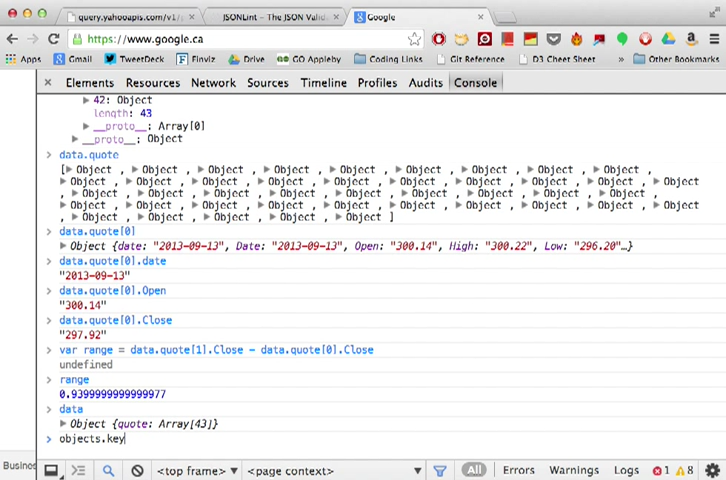 query.yahooapis.com/v1/p
JSONLint – The JSON Valida
Google
https://www.google.ca
Apps Gmail TweetDeck Finviz Drive GO Appleby Coding Links Git Reference D3 Cheet Sheet » Other Bookmarks
× Elements Resources Network Sources Timeline Profiles Audits Console
42: Object
length: 43
__proto__: Array[0]
__proto__: Object
> data.quote
[▶ Object , ▶ Object , ▶ Object , ▶ Object , ▶ Object , ▶ Object , ▶ Object , ▶ Object , ▶ Object ,
▶ Object , ▶ Object , ▶ Object , ▶ Object , ▶ Object , ▶ Object , ▶ Object , ▶ Object , ▶ Object , ▶ Object
, ▶ Object , ▶ Object , ▶ Object , ▶ Object , ▶ Object , ▶ Object , ▶ Object , ▶ Object , ▶ Object ,
▶ Object , ▶ Object , ▶ Object , ▶ Object , ▶ Object , ▶ Object , ▶ Object , ▶ Object , ▶ Object , ▶ Object
, ▶ Object , ▶ Object , ▶ Object , ▶ Object , ▶ Object ]
> data.quote[0]
▶ Object {date: "2013-09-13", Date: "2013-09-13", Open: "300.14", High: "300.22", Low: "296.20"…}
> data.quote[0].date
"2013-09-13"
> data.quote[0].Open
"300.14"
> data.quote[0].Close
"297.92"
> var range = data.quote[1].Close - data.quote[0].Close
undefined
> range
0.9399999999999977
> data
▶ Object {quote: Array[43]}
> objects.key
Busines
<top frame> ▼ <page context> ▼ All Errors Warnings Logs 1 8